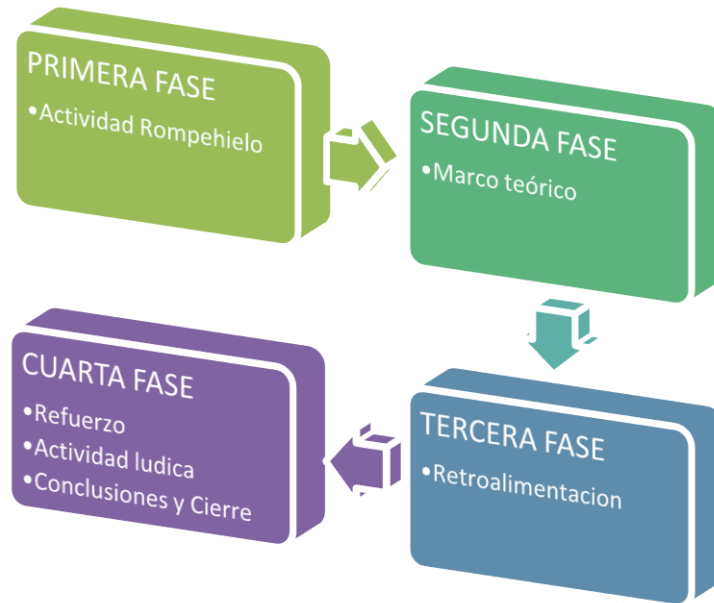 PRIMERA FASE
•Actividad Rompehielo
SEGUNDA FASE
•Marco teórico
TERCERA FASE
•Retroalimentacion
CUARTA FASE
•Refuerzo
•Actividad ludica
•Conclusiones y Cierre